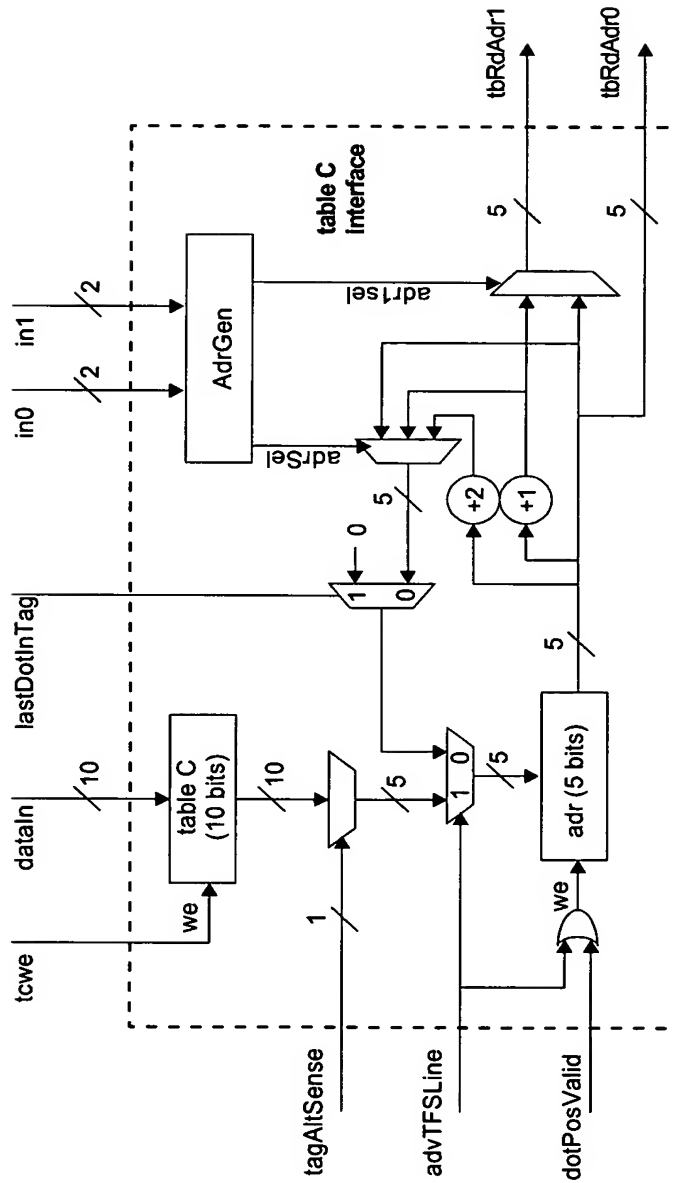 tcwe
dataIn
lastDotInTag
in0
in1
10
2
2
we
table C
(10 bits)
AdrGen
table C
interface
10
0
adrSel
adr1sel
tagAltSense
1
1
0
5
5
5
tbRdAdr1
advTFSLine
1
0
5
+2
+1
5
5
tbRdAdr0
dotPosValid
we
adr (5 bits)